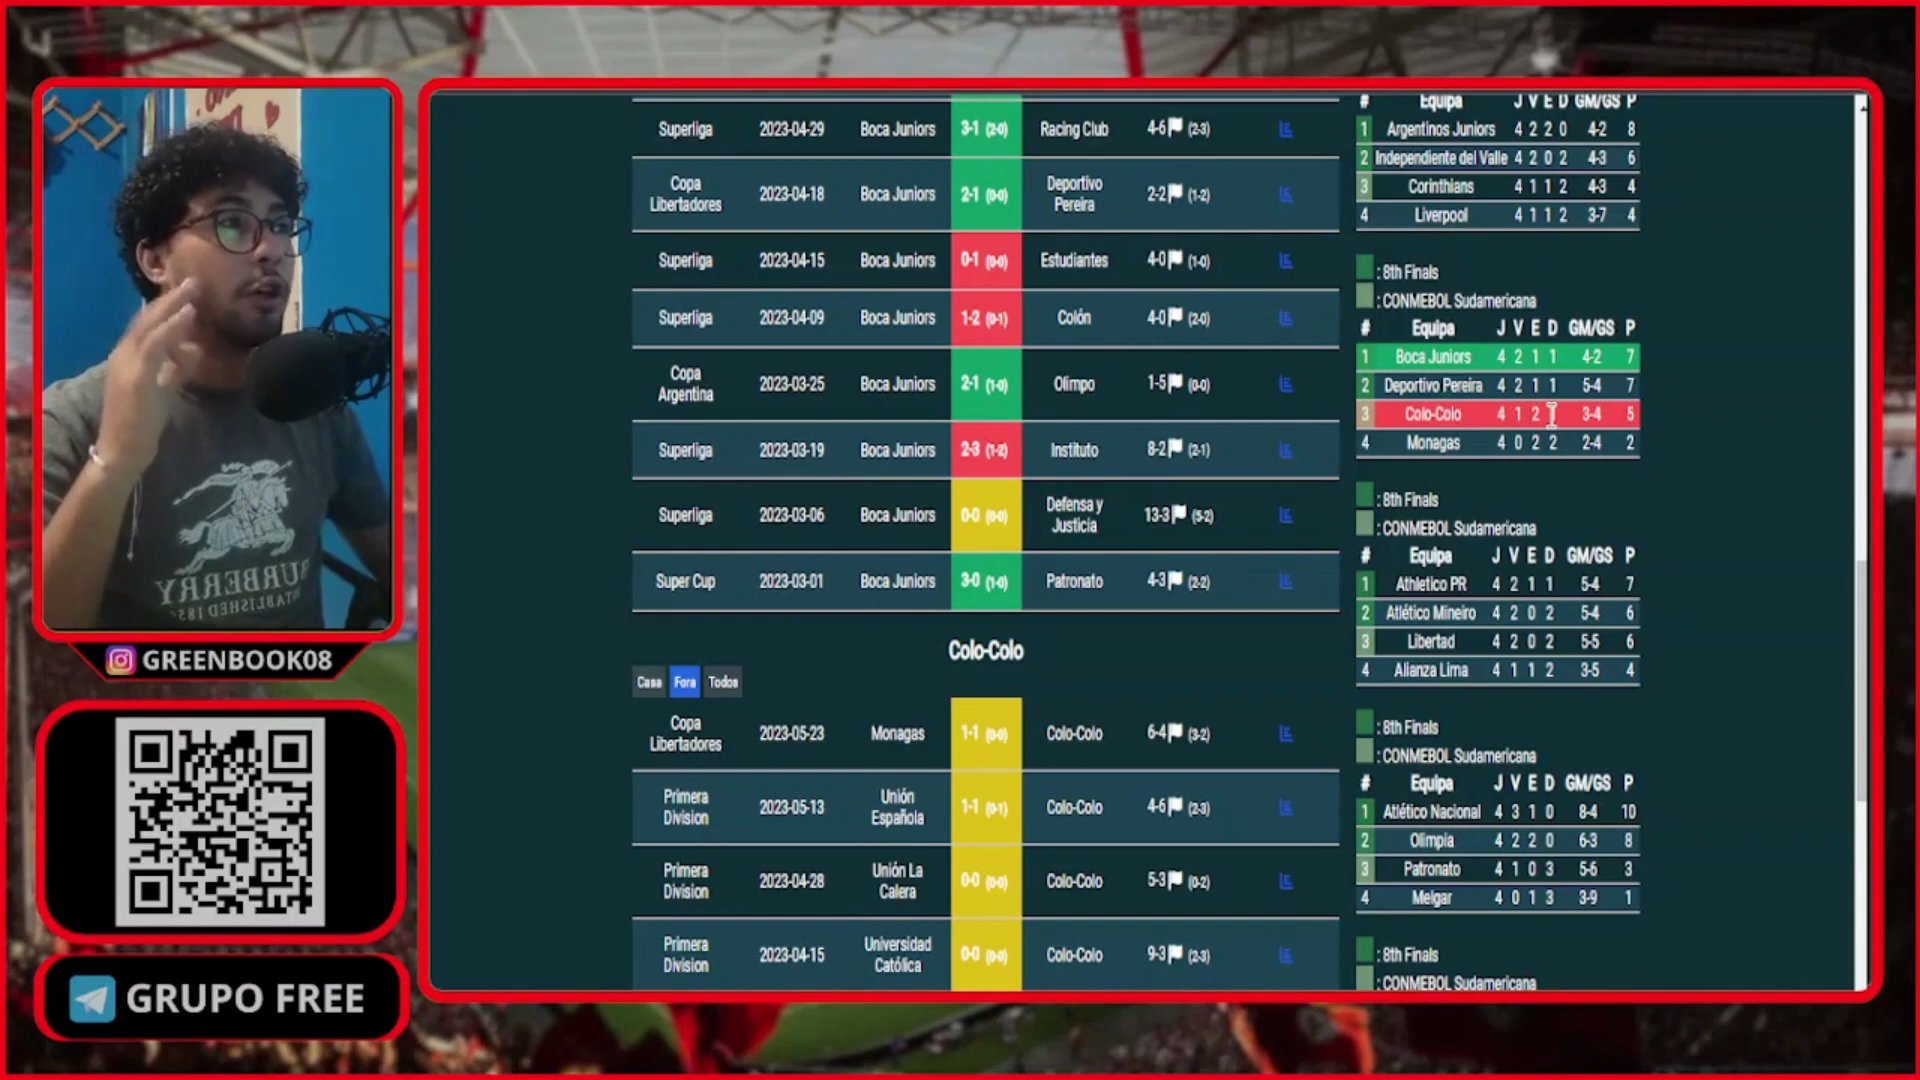 Superliga 2023-04-29 Boca Juniors 3-1 (2-0) Racing Club 4-6 (2-3)
Copa Libertadores 2023-04-18 Boca Juniors 2-1 (0-0) Deportivo Pereira 2-2 (1-2)
Superliga 2023-04-15 Boca Juniors 0-1 (0-0) Estudiantes 4-0 (1-0)
Superliga 2023-04-09 Boca Juniors 1-2 (0-1) Colón 4-0 (2-0)
Copa Argentina 2023-03-25 Boca Juniors 2-1 (1-0) Olimpo 1-5 (0-0)
Superliga 2023-03-19 Boca Juniors 2-3 (1-2) Instituto 8-2 (2-1)
Superliga 2023-03-06 Boca Juniors 0-0 (0-0) Defensa y Justicia 13-3 (5-2)
Super Cup 2023-03-01 Boca Juniors 3-0 (1-0) Patronato 4-3 (2-2)
Colo-Colo
Casa Fora Todos
Copa Libertadores 2023-05-23 Monagas 1-1 (0-0) Colo-Colo 6-4 (3-2)
Primera Division 2023-05-13 Unión Española 1-1 (0-1) Colo-Colo 4-6 (2-3)
Primera Division 2023-04-28 Unión La Calera 0-0 (0-0) Colo-Colo 5-3 (0-2)
Primera Division 2023-04-15 Universidad Católica 0-0 (0-0) Colo-Colo 9-3 (2-3)
# Equipa J V E D GM/GS P
1 Argentinos Juniors 4 2 2 0 4-2 8
2 Independiente del Valle 4 2 0 2 4-3 6
3 Corinthians 4 1 1 2 4-3 4
4 Liverpool 4 1 1 2 3-7 4
: 8th Finals
: CONMEBOL Sudamericana
# Equipa J V E D GM/GS P
1 Boca Juniors 4 2 1 1 4-2 7
2 Deportivo Pereira 4 2 1 1 5-4 7
3 Colo-Colo 4 1 2 3-4 5
4 Monagas 4 0 2 2 2-4 2
: 8th Finals
: CONMEBOL Sudamericana
# Equipa J V E D GM/GS P
1 Athletico PR 4 2 1 1 5-4 7
2 Atlético Mineiro 4 2 0 2 5-4 6
3 Libertad 4 2 0 2 5-5 6
4 Alianza Lima 4 1 1 2 3-5 4
: 8th Finals
: CONMEBOL Sudamericana
# Equipa J V E D GM/GS P
1 Atlético Nacional 4 3 1 0 8-4 10
2 Olimpia 4 2 2 0 6-3 8
3 Patronato 4 1 0 3 5-6 3
4 Melgar 4 0 1 3 3-9 1
: 8th Finals
: CONMEBOL Sudamericana
BURBERRY
ESTABLISHED 185
GREENBOOK08
GRUPO FREE